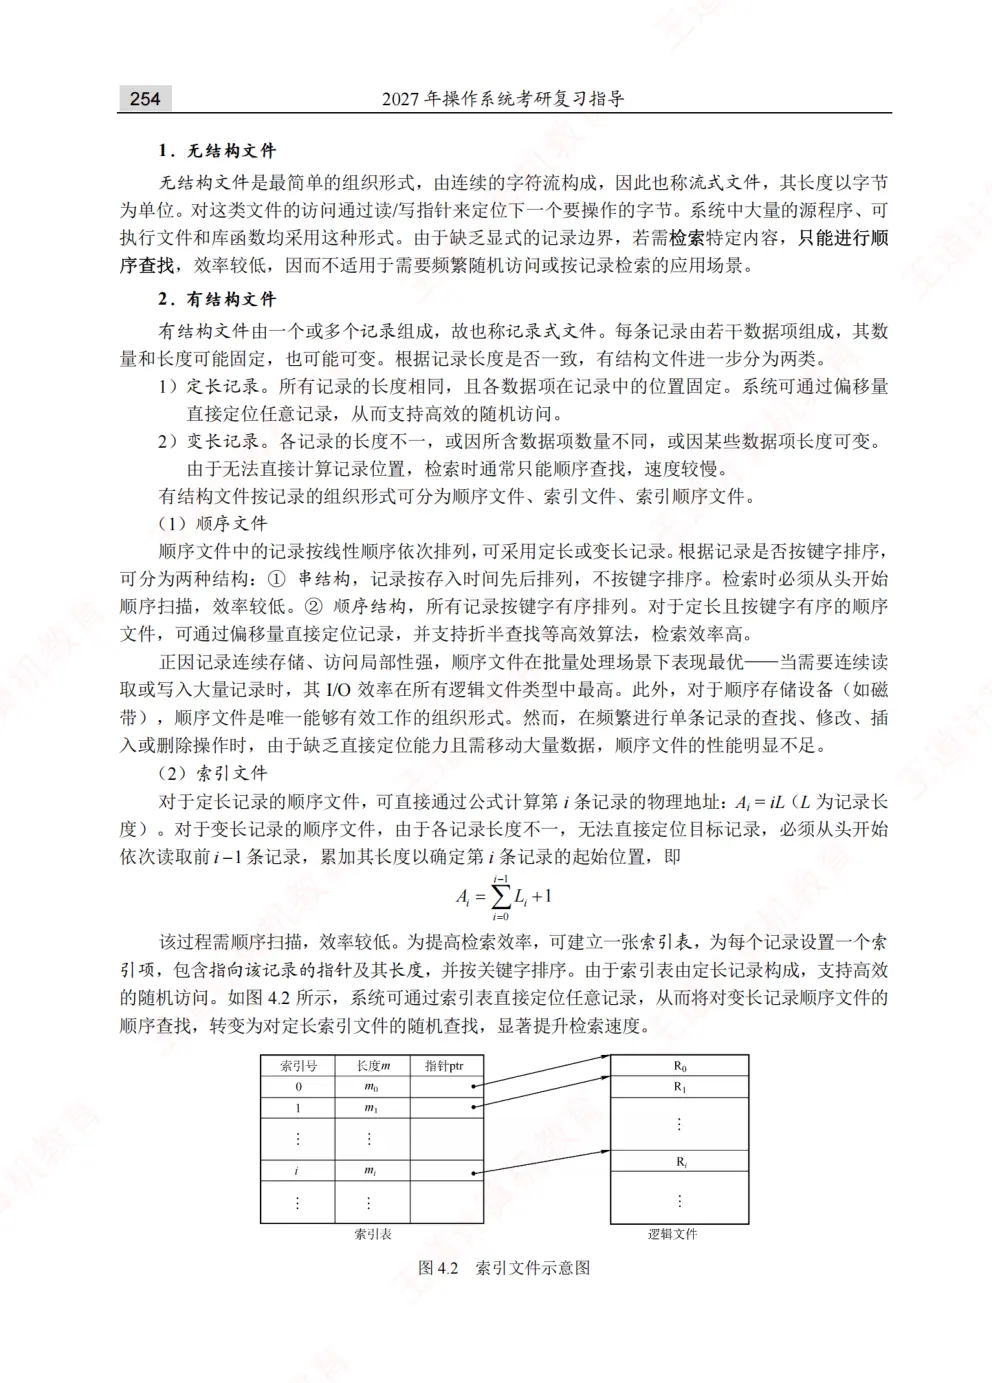 254
2027 年操作系统考研复习指导
1．无结构文件
无结构文件是最简单的组织形式，由连续的字符流构成，因此也称流式文件，其长度以字节
为单位。对这类文件的访问通过读/写指针来定位下一个要操作的字节。系统中大量的源程序、可
执行文件和库函数均采用这种形式。由于缺乏显式的记录边界，若需检索特定内容，只能进行顺
序查找，效率较低，因而不适用于需要频繁随机访问或按记录检索的应用场景。
2．有结构文件
有结构文件由一个或多个记录组成，故也称记录式文件。每条记录由若干数据项组成，其数
量和长度可能固定，也可能可变。根据记录长度是否一致，有结构文件进一步分为两类。
1）定长记录。所有记录的长度相同，且各数据项在记录中的位置固定。系统可通过偏移量
直接定位任意记录，从而支持高效的随机访问。
2）变长记录。各记录的长度不一，或因所含数据项数量不同，或因某些数据项长度可变。
由于无法直接计算记录位置，检索时通常只能顺序查找，速度较慢。
有结构文件按记录的组织形式可分为顺序文件、索引文件、索引顺序文件。
（1）顺序文件
顺序文件中的记录按线性顺序依次排列，可采用定长或变长记录。根据记录是否按键字排序，
可分为两种结构：① 串结构，记录按存入时间先后排列，不按键字排序。检索时必须从头开始
顺序扫描，效率较低。② 顺序结构，所有记录按键字有序排列。对于定长且按键字有序的顺序
文件，可通过偏移量直接定位记录，并支持折半查找等高效算法，检索效率高。
正因记录连续存储、访问局部性强，顺序文件在批量处理场景下表现最优——当需要连续读
取或写入大量记录时，其 I/O 效率在所有逻辑文件类型中最高。此外，对于顺序存储设备（如磁
带），顺序文件是唯一能够有效工作的组织形式。然而，在频繁进行单条记录的查找、修改、插
入或删除操作时，由于缺乏直接定位能力且需移动大量数据，顺序文件的性能明显不足。
（2）索引文件
对于定长记录的顺序文件，可直接通过公式计算第 i 条记录的物理地址：Ai = iL（L 为记录长
度）。对于变长记录的顺序文件，由于各记录长度不一，无法直接定位目标记录，必须从头开始
依次读取前 i−1 条记录，累加其长度以确定第 i 条记录的起始位置，即
Ai = ∑_{i=0}^{i−1} Li + 1
该过程需顺序扫描，效率较低。为提高检索效率，可建立一张索引表，为每个记录设置一个索
引项，包含指向该记录的指针及其长度，并按关键字排序。由于索引表由定长记录构成，支持高效
的随机访问。如图 4.2 所示，系统可通过索引表直接定位任意记录，从而将对变长记录顺序文件的
顺序查找，转变为对定长索引文件的随机查找，显著提升检索速度。
索引号 长度m 指针ptr R0
0 m0 R1
1 m1
⋮ ⋮ ⋮
i mi Ri
⋮ ⋮ ⋮
索引表 逻辑文件
图 4.2 索引文件示意图